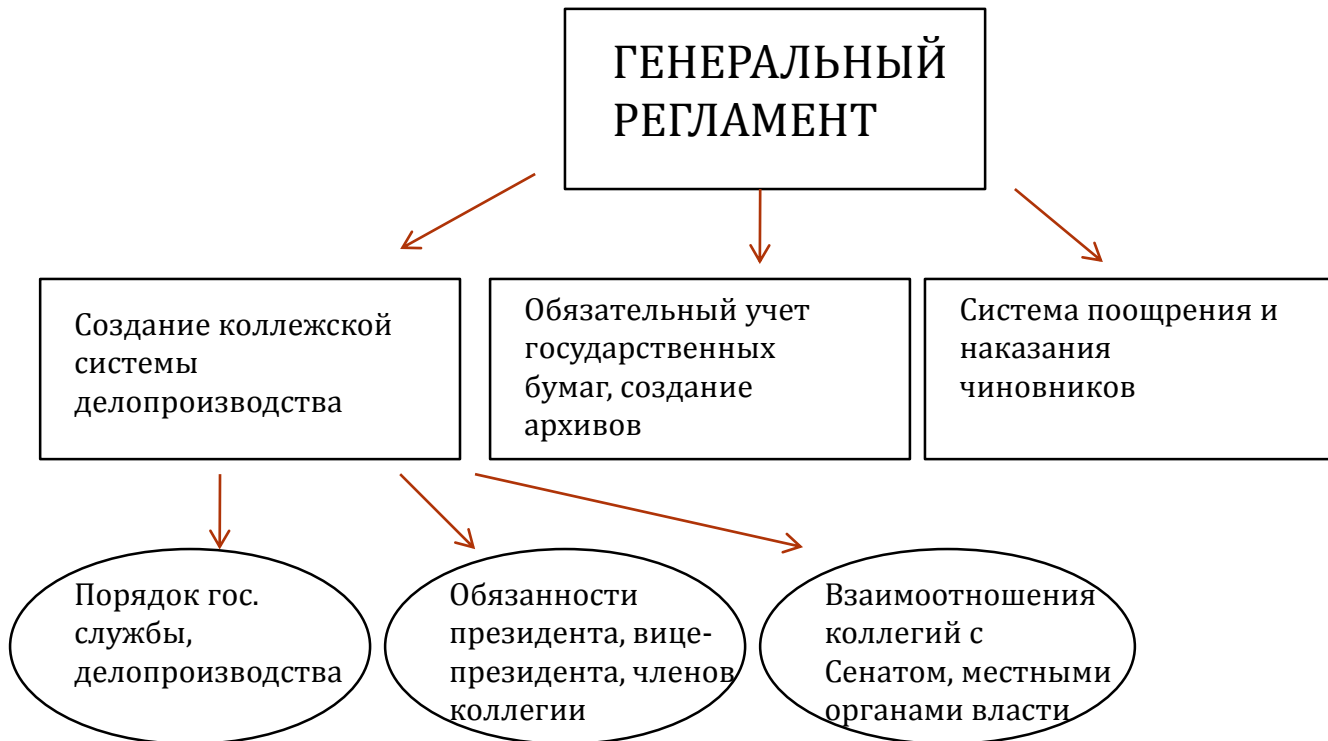 ГЕНЕРАЛЬНЫЙ
РЕГЛАМЕНТ
Создание коллежской
системы
делопроизводства
Обязательный учет
государственных
бумаг, создание
архивов
Система поощрения и
наказания
чиновников
Порядок гос.
службы,
делопроизводства
Обязанности
президента, вице-
президента, членов
коллегии
Взаимоотношения
коллегий с
Сенатом, местными
органами власти